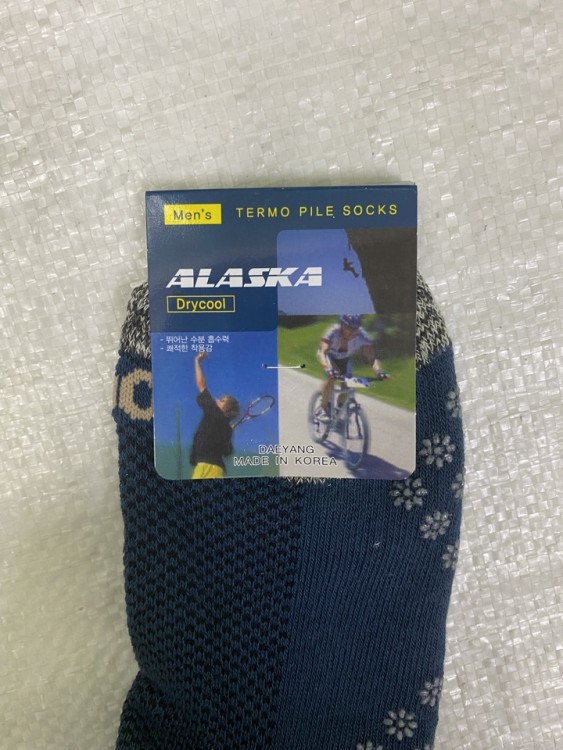 Men's TERMO PILE SOCKS
ALASKA
Drycool
- 뛰어난 수분 흡수력
- 쾌적한 착용감
DAEYANG
MADE IN KOREA